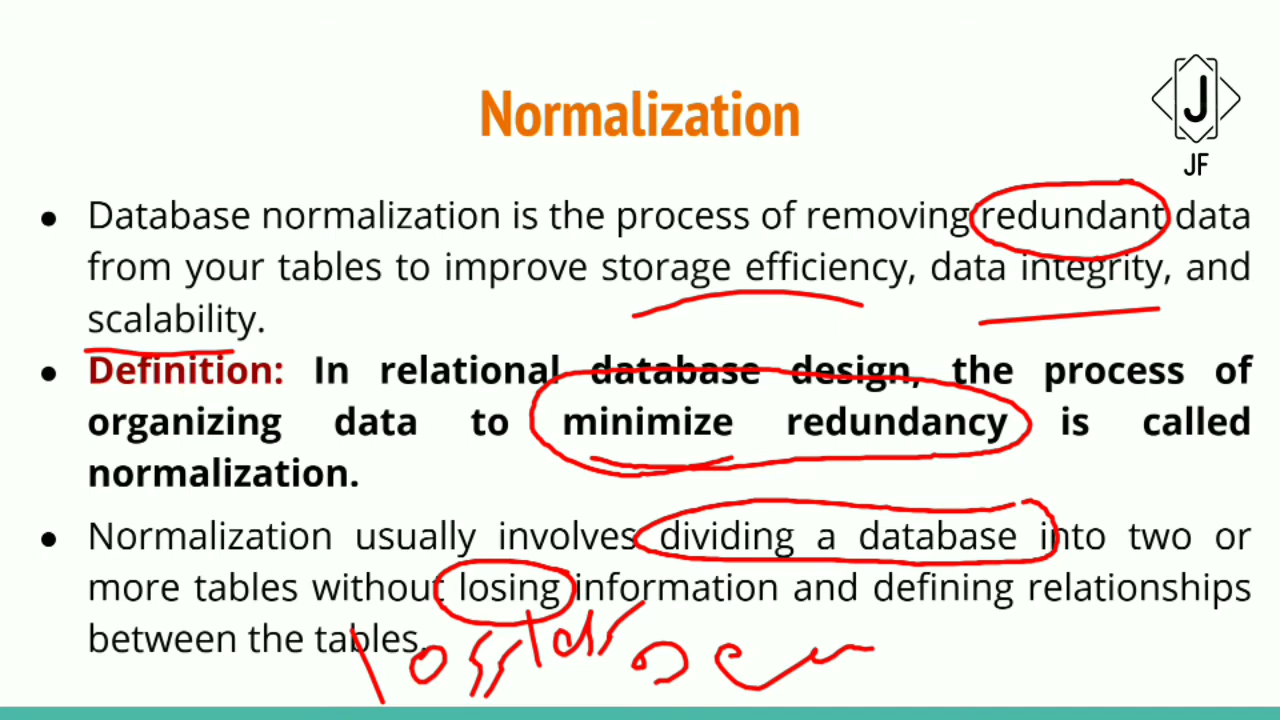 Normalization
J
JF
● Database normalization is the process of removing redundant data
from your tables to improve storage efficiency, data integrity, and
scalability.
● Definition: In relational database design, the process of
organizing data to minimize redundancy is called
normalization.
● Normalization usually involves dividing a database into two or
more tables without losing information and defining relationships
between the tables.